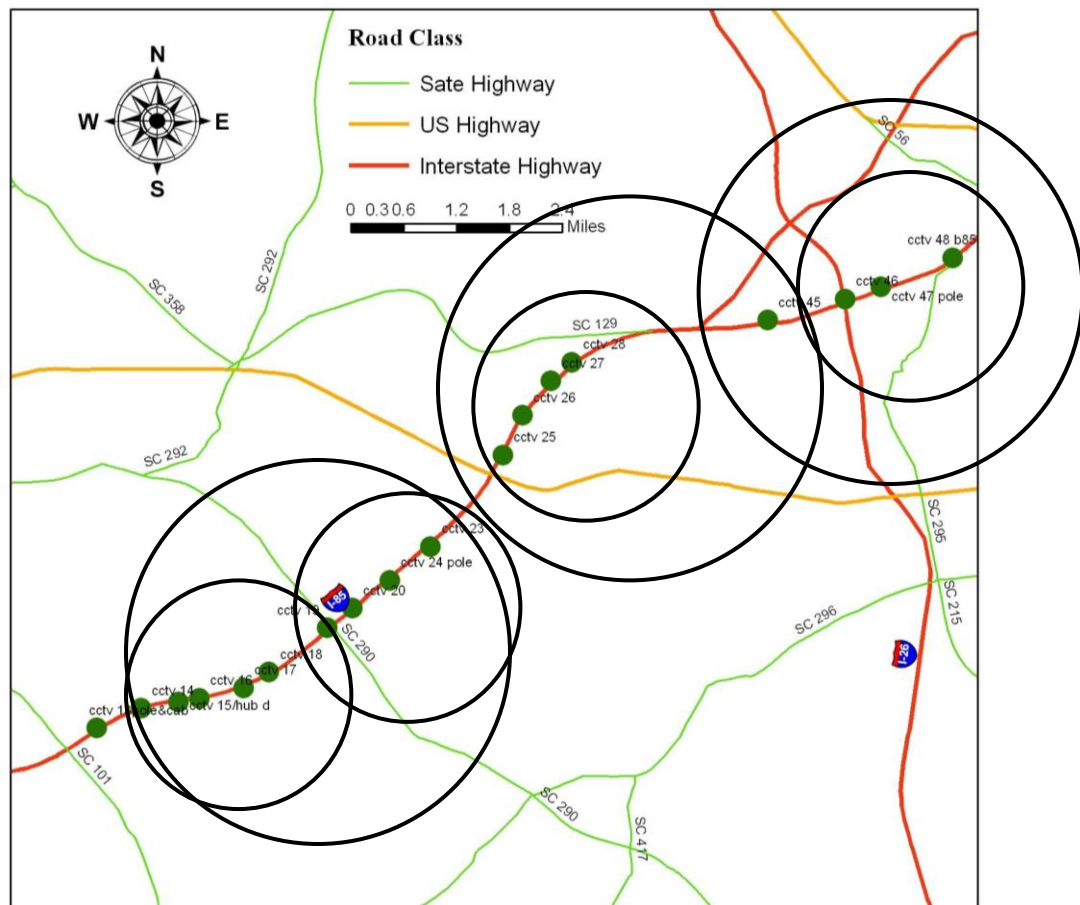 Road Class
N
W E
S
Sate Highway
US Highway
Interstate Highway
0 0.3 0.6 1.2 1.8 2.4
Miles
SC 56
SC 292
SC 358
cctv 48 b85
cctv 46
cctv 47 pole
cctv 45
SC 129
cctv 28
cctv 27
cctv 26
cctv 25
SC 292
SC 295
cctv 23
cctv 24 pole
cctv 20
I-85
cctv 19
SC 290
SC 215
SC 296
I-26
cctv 18
cctv 17
cctv 16
cctv 14
cctv 15/hub d
pole&cab
SC 101
SC 290
SC 417